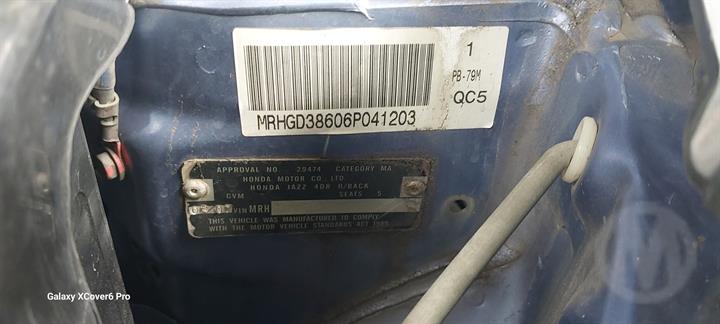 1
PB-79M
QC5
MRHGD38606P041203
APPROVAL NO. 29474 CATEGORY MA
HONDA MOTOR CO., LTD
HONDA JAZZ 4DR H/BACK
GVM SEATS 5
VIN MRH
THIS VEHICLE WAS MANUFACTURED TO COMPLY
WITH THE MOTOR VEHICLE STANDARDS ACT 1989
Galaxy XCover6 Pro
M